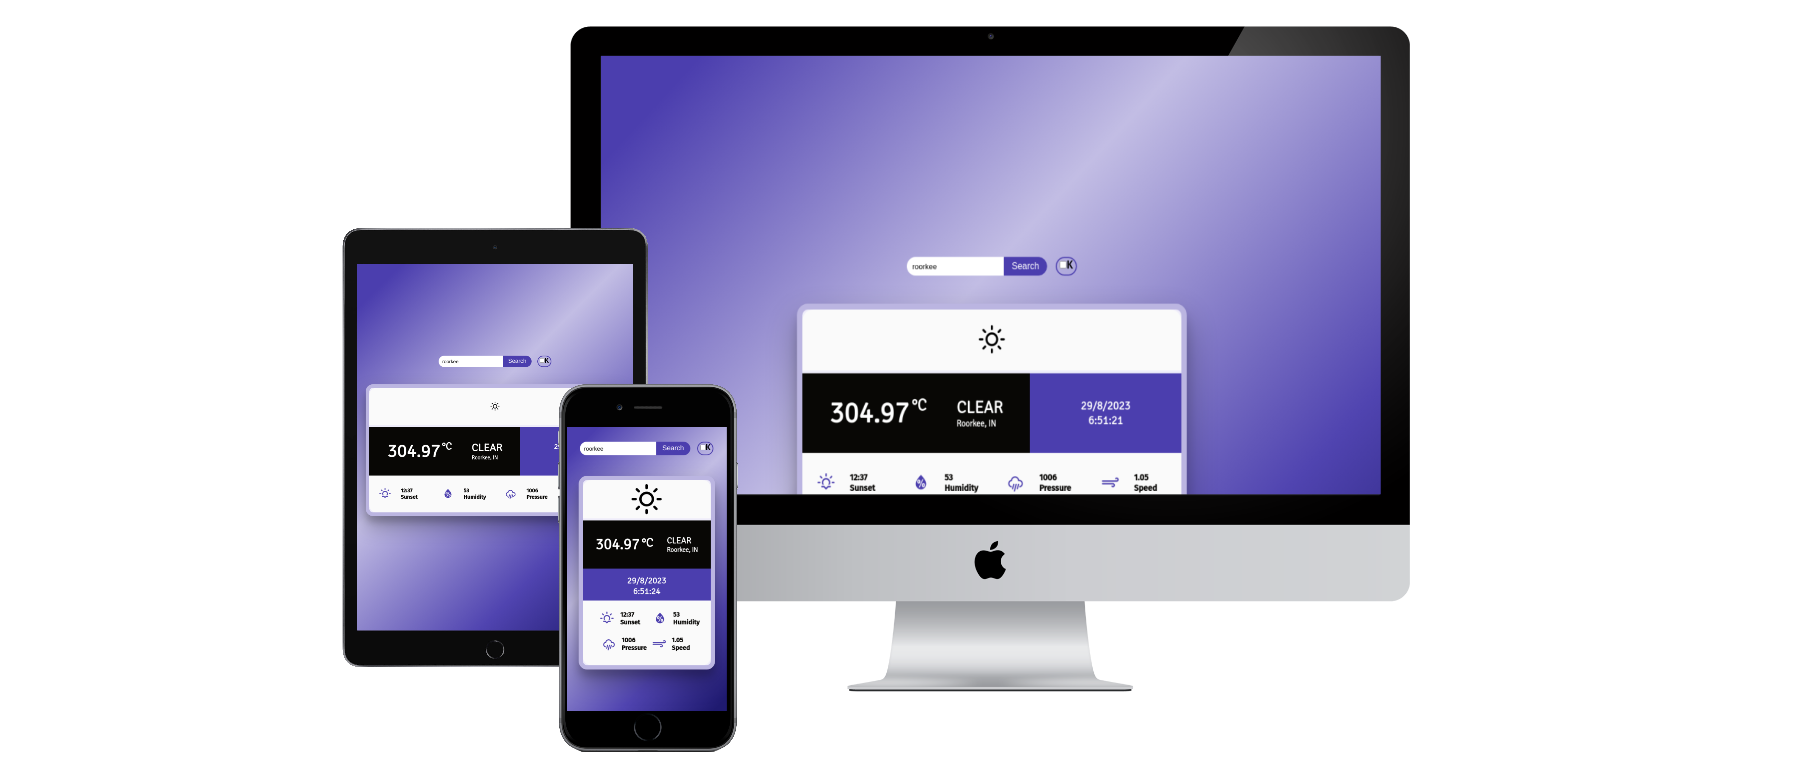 roorkee Search K
304.97 °C
CLEAR
Roorkee, IN
29/8/2023
6:51:21
12:37
Sunset
53
Humidity
1006
Pressure
1.05
Speed
roorkee Search K
304.97 °C
CLEAR
Roorkee, IN
12:37
Sunset
53
Humidity
1006
Pressure
roorkee Search K
304.97 °C
CLEAR
Roorkee, IN
29/8/2023
6:51:24
12:37
Sunset
53
Humidity
1006
Pressure
1.05
Speed